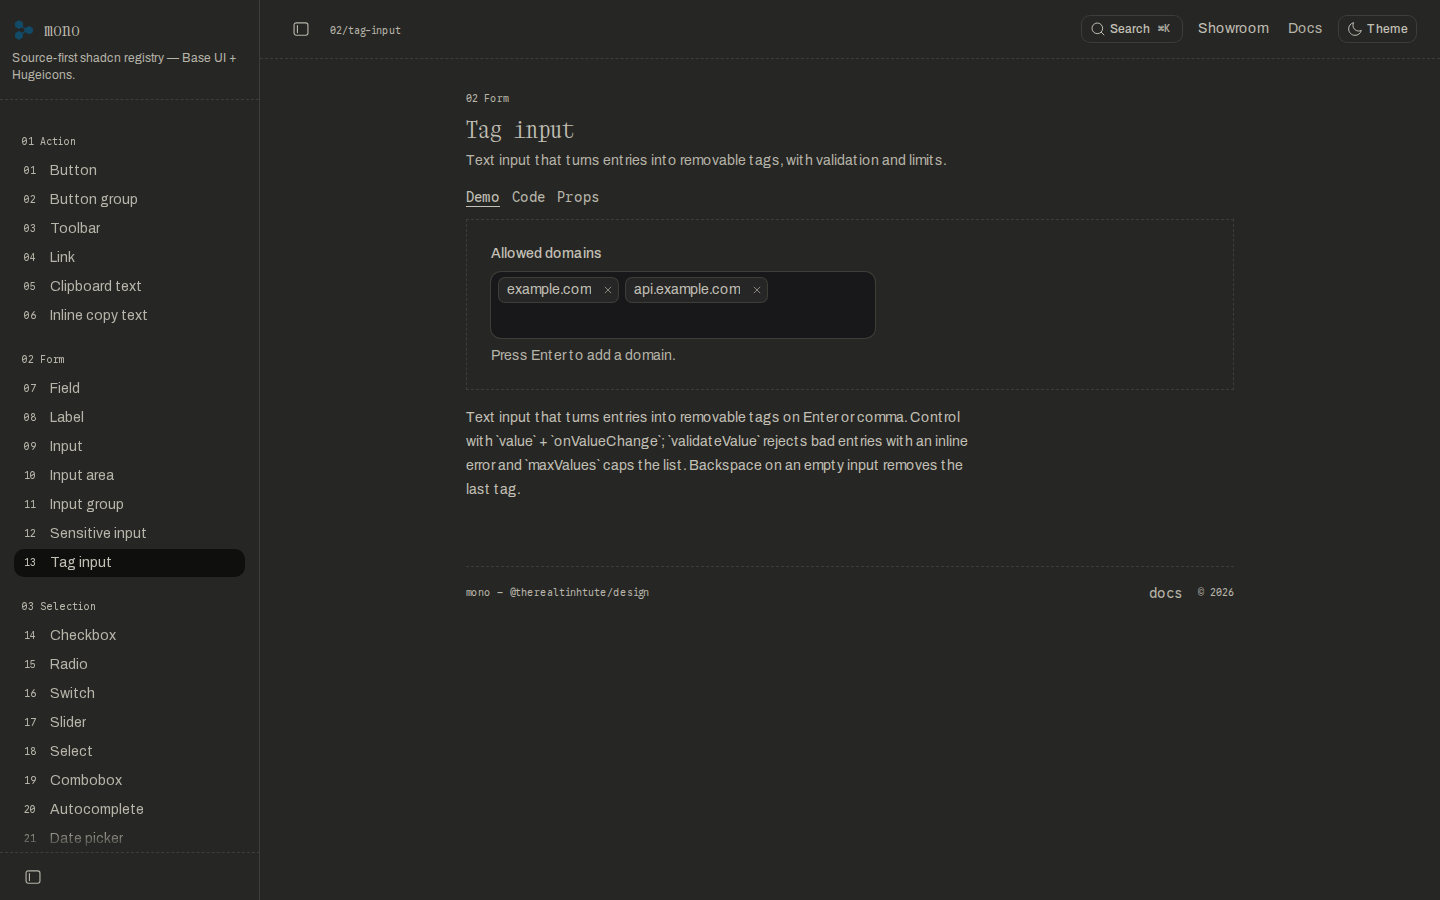 mono
Source-first shadcn registry — Base UI +
Hugeicons.
01 Action
01 Button
02 Button group
03 Toolbar
04 Link
05 Clipboard text
06 Inline copy text
02 Form
07 Field
08 Label
09 Input
10 Input area
11 Input group
12 Sensitive input
13 Tag input
03 Selection
14 Checkbox
15 Radio
16 Switch
17 Slider
18 Select
19 Combobox
20 Autocomplete
21 Date picker
02/tag-input
Search ⌘K
Showroom
Docs
Theme
02 Form
Tag input
Text input that turns entries into removable tags, with validation and limits.
Demo Code Props
Allowed domains
example.com × api.example.com ×
Press Enter to add a domain.
Text input that turns entries into removable tags on Enter or comma. Control
with `value` + `onValueChange`; `validateValue` rejects bad entries with an inline
error and `maxValues` caps the list. Backspace on an empty input removes the
last tag.
mono — @therealtinhtute/design
docs © 2026